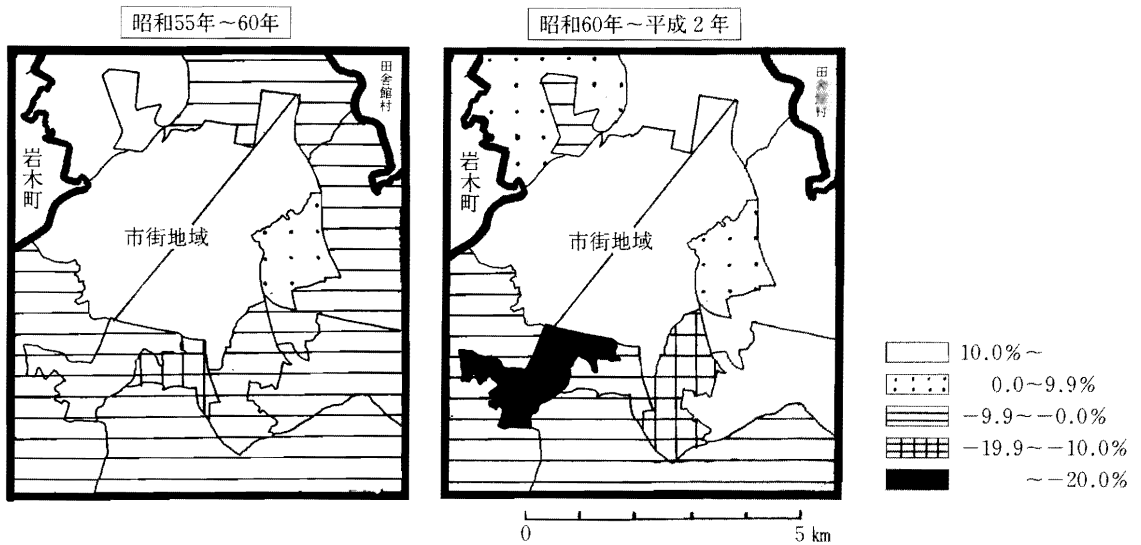 昭和55年～60年
昭和60年～平成2年
田舎館村
岩木町
市街地域
田舎館村
岩木町
市街地域
10.0%～
0.0～9.9%
-9.9～-0.0%
-19.9～-10.0%
～-20.0%
0
5 km